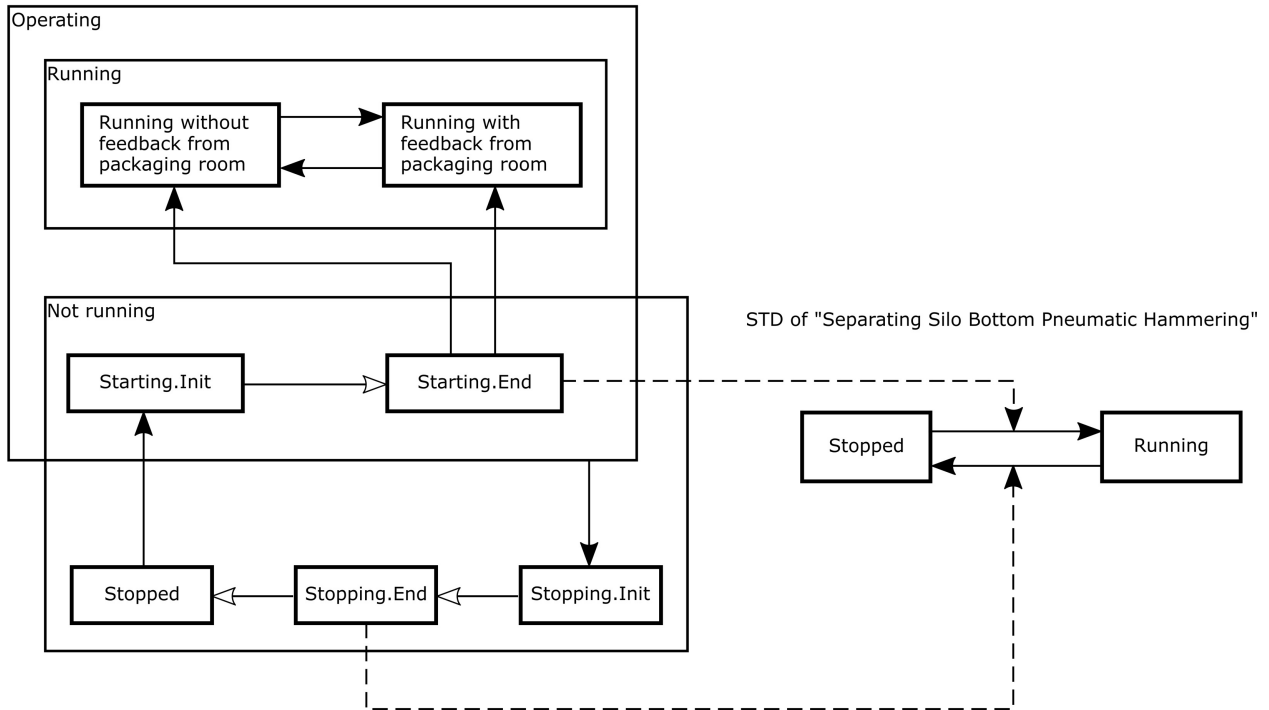 Operating
Running
Running without
feedback from
packaging room
Running with
feedback from
packaging room
Not running
STD of "Separating Silo Bottom Pneumatic Hammering"
Starting.Init
Starting.End
Stopped
Running
Stopped
Stopping.End
Stopping.Init